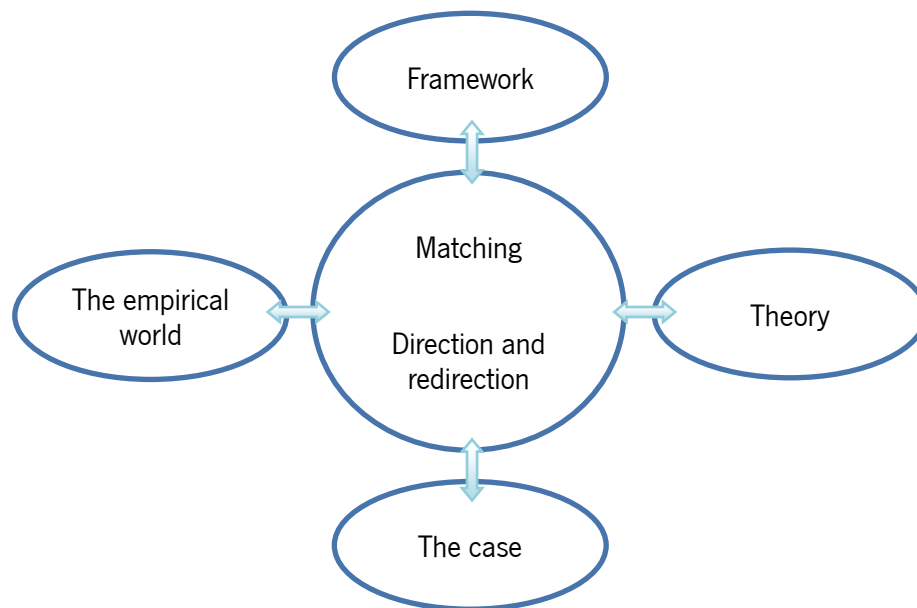 Framework
Matching
The empirical
world
Theory
Direction and
redirection
The case